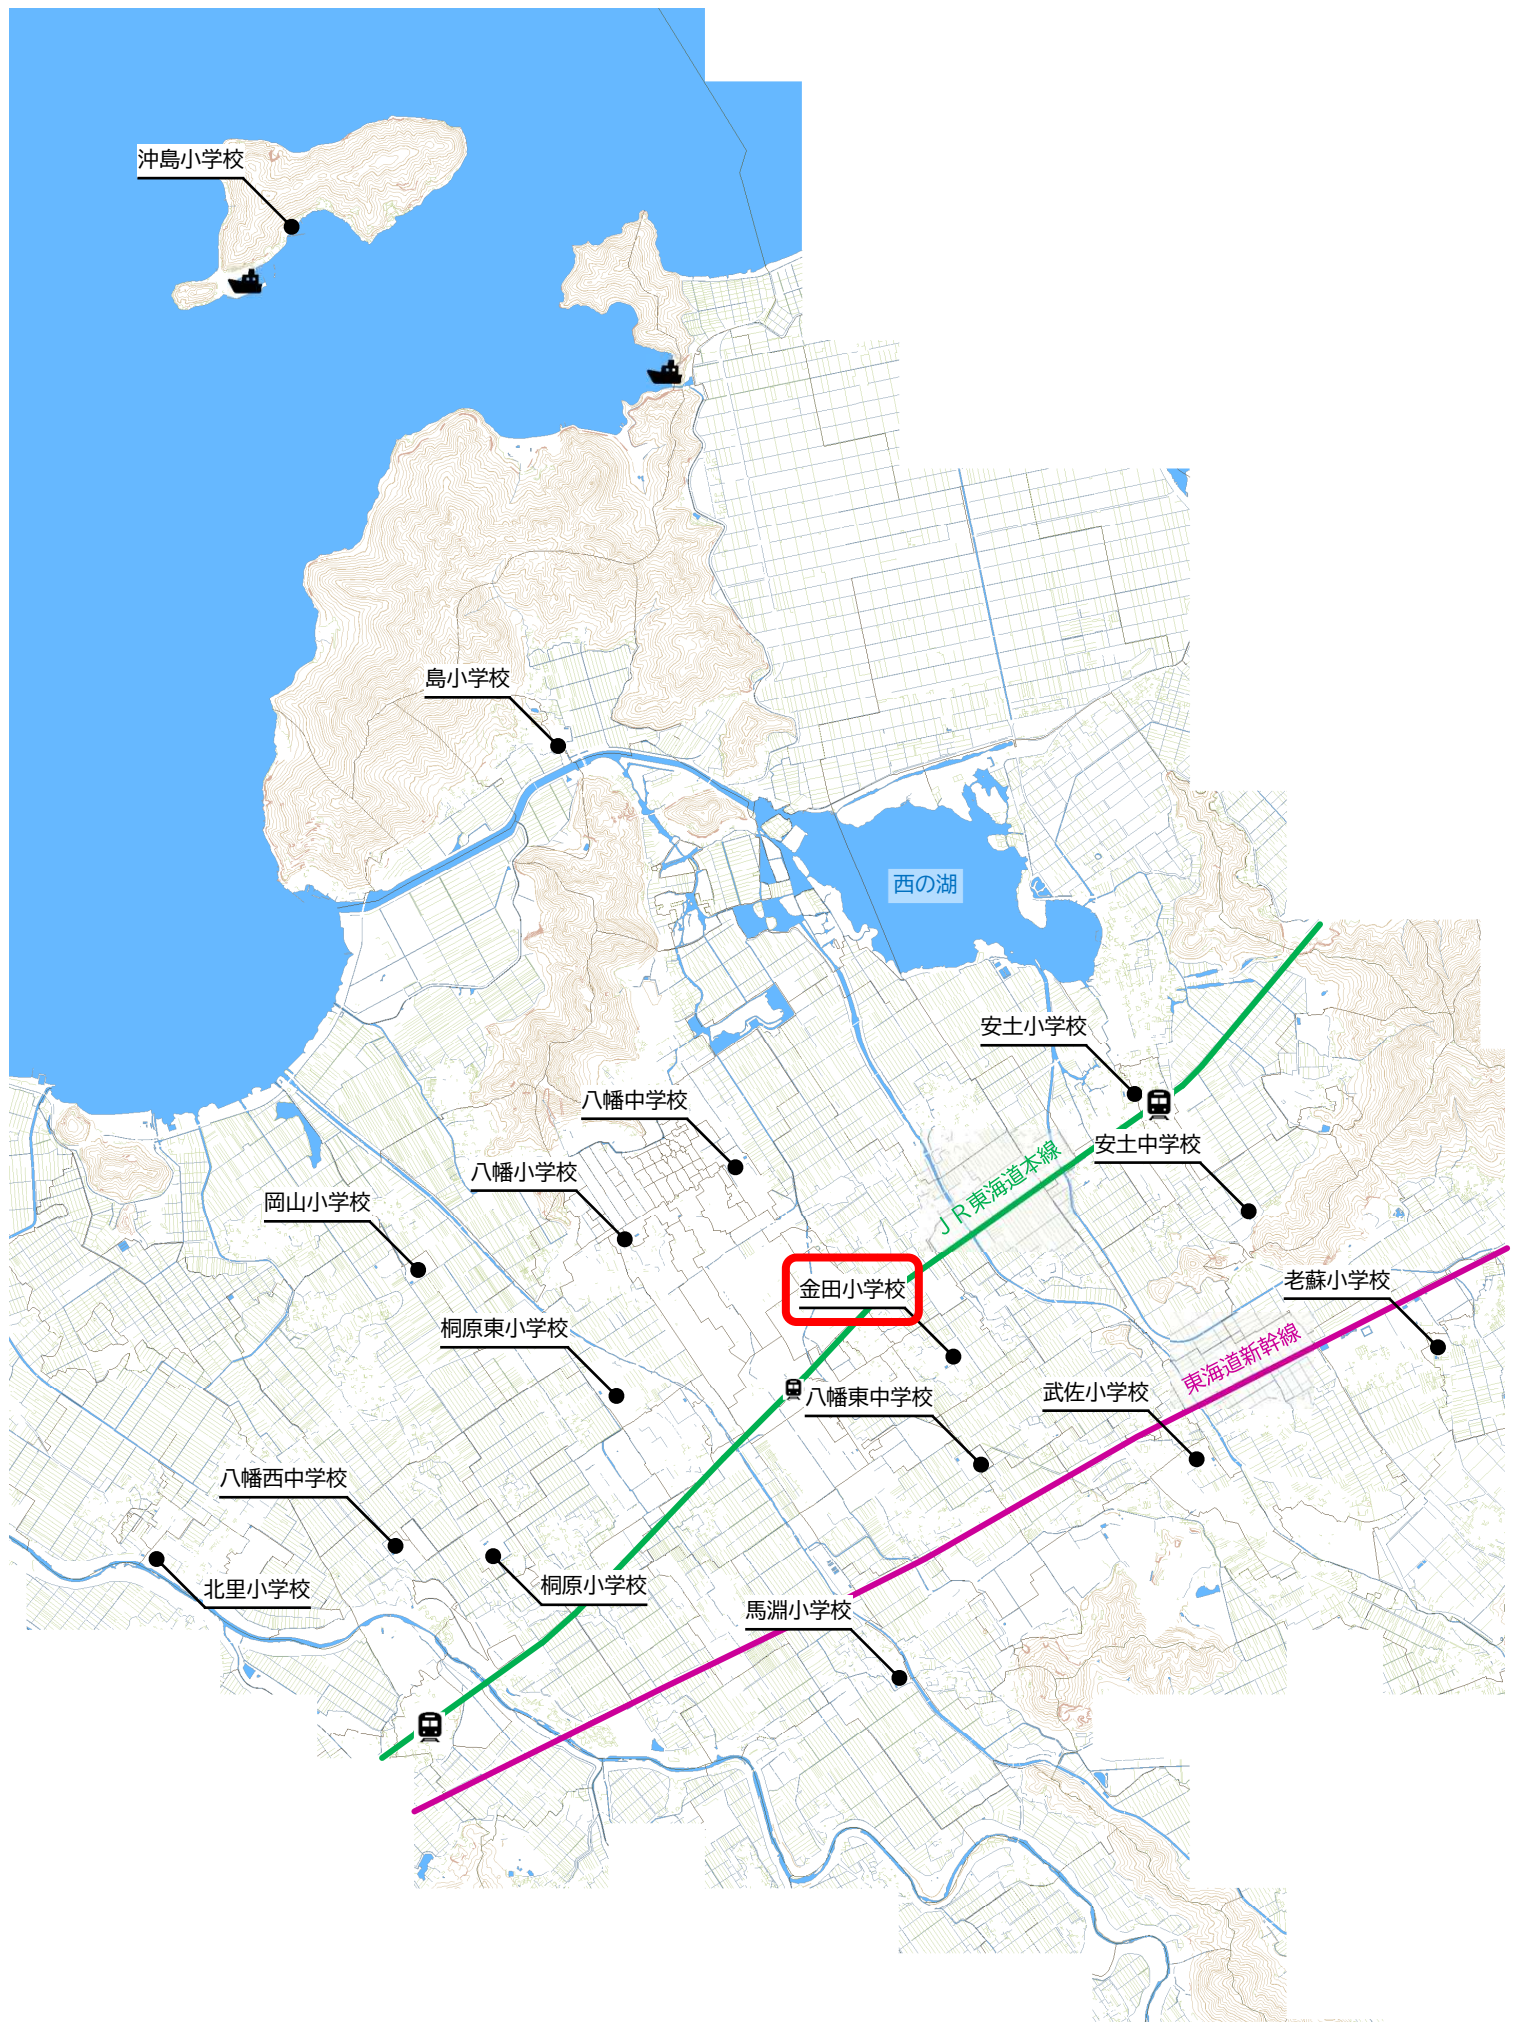 沖島小学校
島小学校
西の湖
安土小学校
八幡中学校
安土中学校
ＪＲ東海道本線
八幡小学校
岡山小学校
金田小学校
老蘇小学校
桐原東小学校
東海道新幹線
八幡東中学校
武佐小学校
八幡西中学校
北里小学校
桐原小学校
馬淵小学校